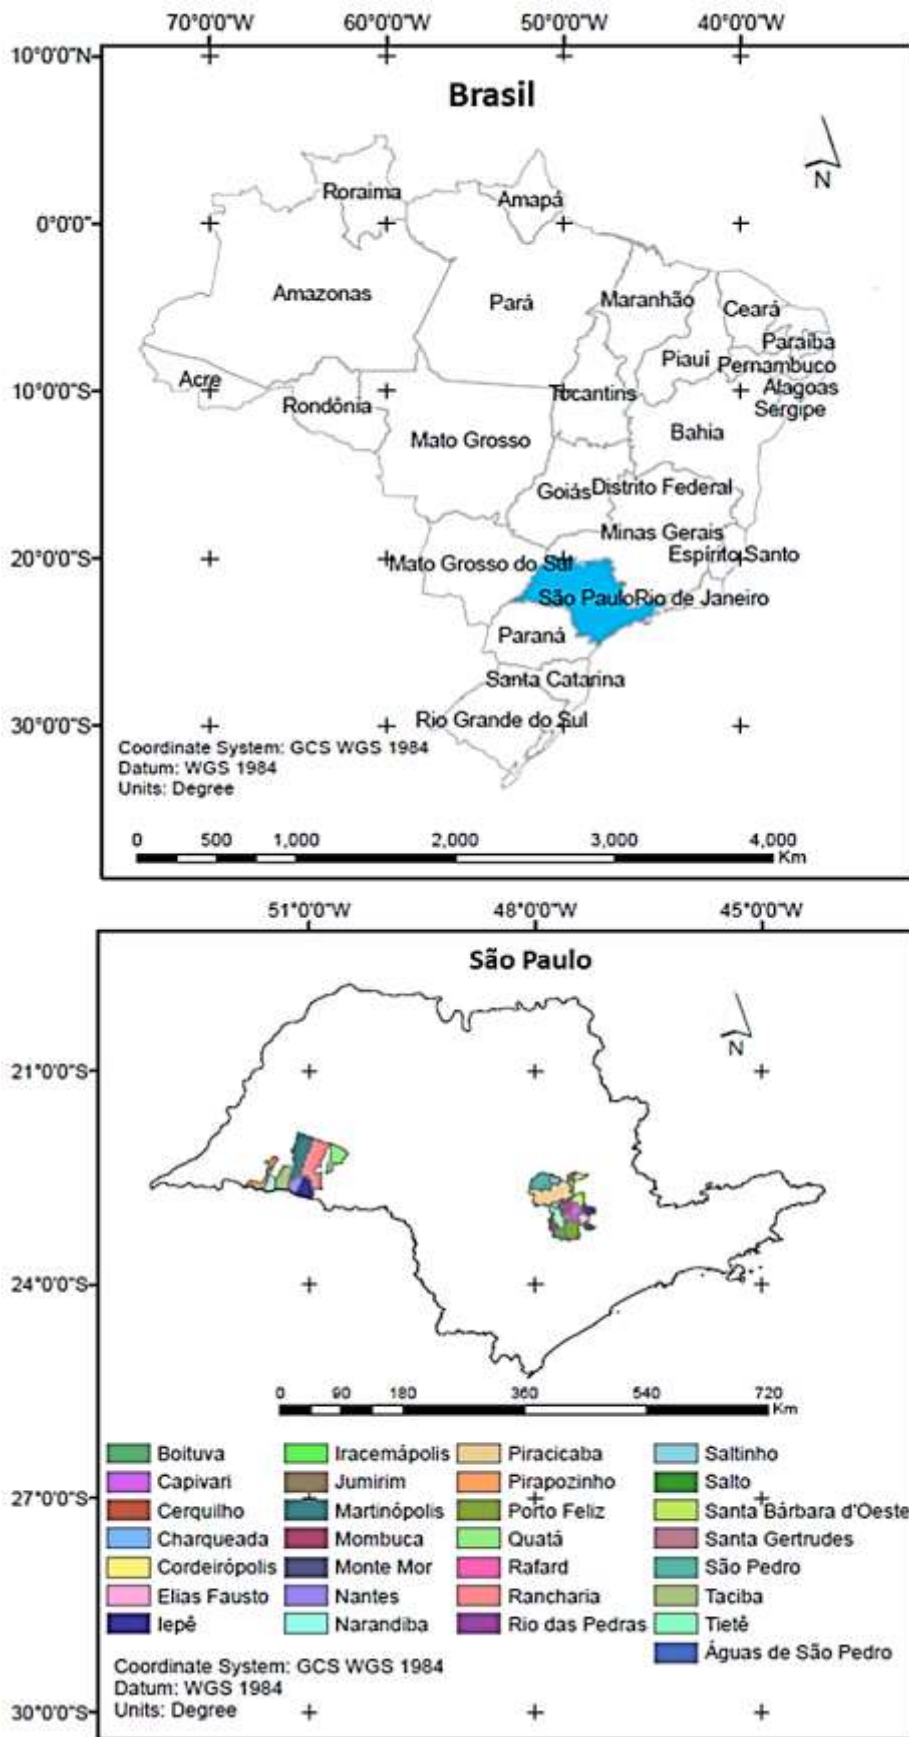 70°0'0"W 60°0'0"W 50°0'0"W 40°0'0"W
10°0'0"N
Brasil
N
Roraima
Amapá
0°0'0"
Amazonas
Pará
Maranhão
Ceará
Paraíba
Piauí
Pernambuco
Acre
Alagoas
10°0'0"S
Rondônia
Tocantins
Sergipe
Mato Grosso
Bahia
Goiás
Distrito Federal
Minas Gerais
20°0'0"S
Mato Grosso do Sul
Espírito Santo
São Paulo
Rio de Janeiro
Paraná
Santa Catarina
30°0'0"S
Rio Grande do Sul
Coordinate System: GCS WGS 1984
Datum: WGS 1984
Units: Degree
0 500 1,000 2,000 3,000 4,000
Km
51°0'0"W 48°0'0"W 45°0'0"W
São Paulo
N
21°0'0"S
24°0'0"S
0 90 180 360 540 720
Km
27°0'0"S
Boituva
Capivari
Cerquilho
Charqueada
Cordeirópolis
Elias Fausto
Iepê
Iracemápolis
Jumirim
Martinópolis
Mombuca
Monte Mor
Nantes
Narandiba
Piracicaba
Pirapozinho
Porto Feliz
Quatá
Rafard
Rancharia
Rio das Pedras
Saltinho
Salto
Santa Bárbara d'Oeste
Santa Gertrudes
São Pedro
Taciba
Tietê
Águas de São Pedro
Coordinate System: GCS WGS 1984
Datum: WGS 1984
Units: Degree
30°0'0"S